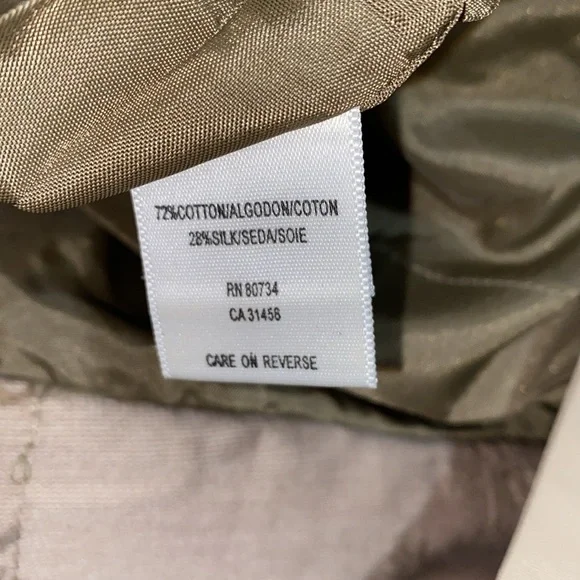 72%COTTON/ALGODON/COTON
28%SILK/SEDA/SOIE
RN 80734
CA 31456
CARE ON REVERSE